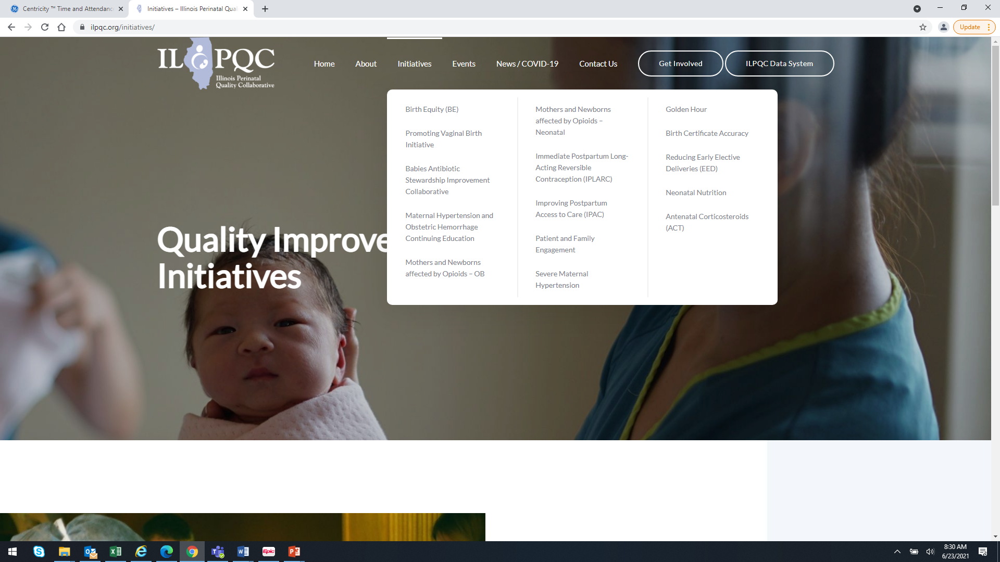 Centricity ™ Time and Attendanc
Initiatives – Illinois Perinatal Qual
ilpqc.org/initiatives/
Update
IL PQC
Illinois Perinatal
Quality Collaborative
Home
About
Initiatives
Events
News / COVID-19
Contact Us
Get Involved
ILPQC Data System
Birth Equity (BE)
Promoting Vaginal Birth
Initiative
Babies Antibiotic
Stewardship Improvement
Collaborative
Maternal Hypertension and
Obstetric Hemorrhage
Continuing Education
Mothers and Newborns
affected by Opioids – OB
Mothers and Newborns
affected by Opioids –
Neonatal
Immediate Postpartum Long-
Acting Reversible
Contraception (IPLARC)
Improving Postpartum
Access to Care (IPAC)
Patient and Family
Engagement
Severe Maternal
Hypertension
Golden Hour
Birth Certificate Accuracy
Reducing Early Elective
Deliveries (EED)
Neonatal Nutrition
Antenatal Corticosteroids
(ACT)
Quality Improve
Initiatives
Epic
8:30 AM
6/23/2021